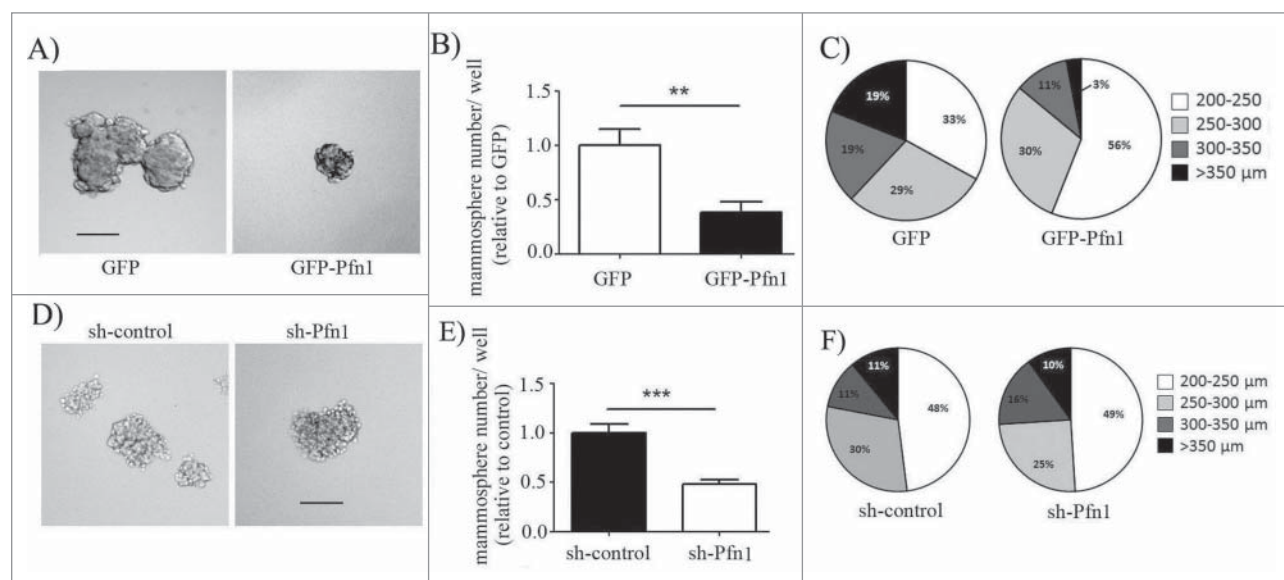 A)
GFP
GFP-Pfn1
B)
mammosphere number/ well
(relative to GFP)
1.5
1.0
0.5
0.0
**
GFP
GFP-Pfn1
C)
19%
33%
19%
29%
GFP
11%
3%
30%
56%
GFP-Pfn1
200-250
250-300
300-350
>350 μm
D)
sh-control
sh-Pfn1
E)
mammosphere number/ well
(relative to control)
1.5
1.0
0.5
0.0
***
sh-control
sh-Pfn1
F)
11%
11%
48%
30%
sh-control
10%
16%
49%
25%
sh-Pfn1
200-250 μm
250-300 μm
300-350 μm
>350 μm